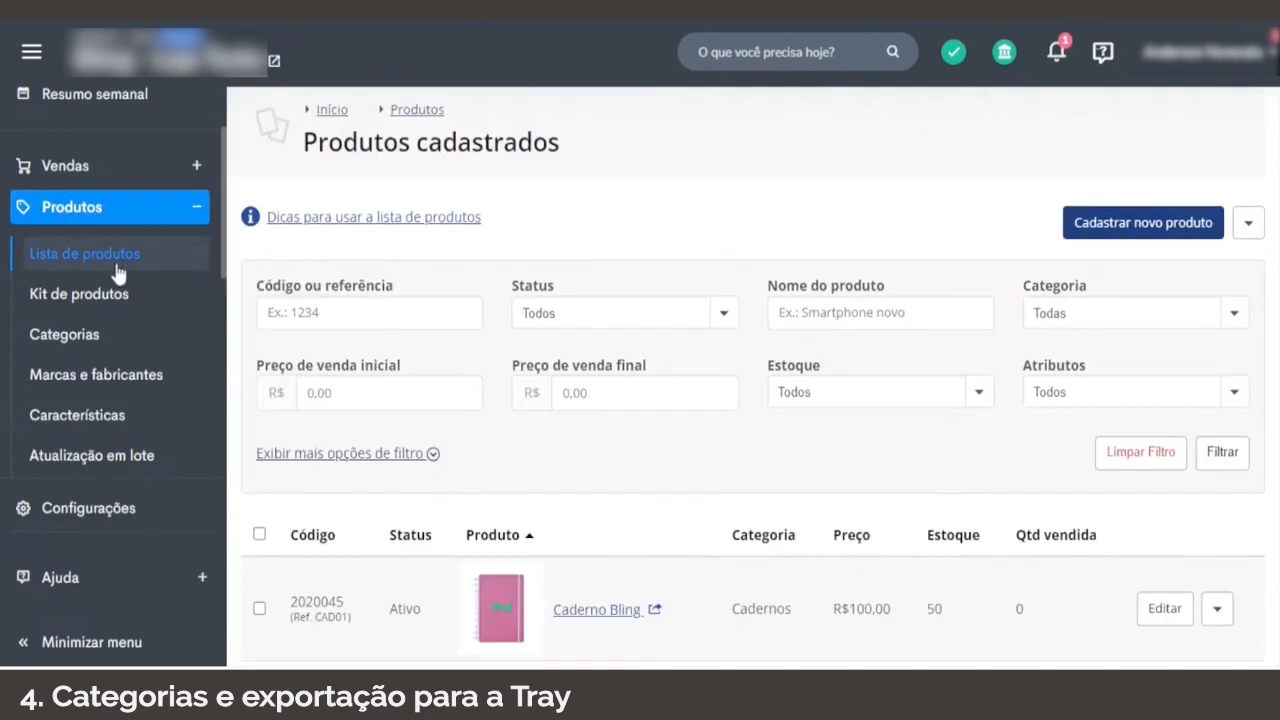 O que você precisa hoje?
1
Resumo semanal
Vendas +
Produtos −
Lista de produtos
Kit de produtos
Categorias
Marcas e fabricantes
Características
Atualização em lote
Configurações
Ajuda +
« Minimizar menu
Início Produtos
Produtos cadastrados
Dicas para usar a lista de produtos
Cadastrar novo produto
Código ou referência Status Nome do produto Categoria
Ex.: 1234 Todos Ex.: Smartphone novo Todas
Preço de venda inicial Preço de venda final Estoque Atributos
R$ 0,00 R$ 0,00 Todos Todos
Exibir mais opções de filtro
Limpar Filtro Filtrar
Código Status Produto Categoria Preço Estoque Qtd vendida
2020045 Ativo Caderno Bling Cadernos R$100,00 50 0 Editar
(Ref. CAD01)
4. Categorias e exportação para a Tray